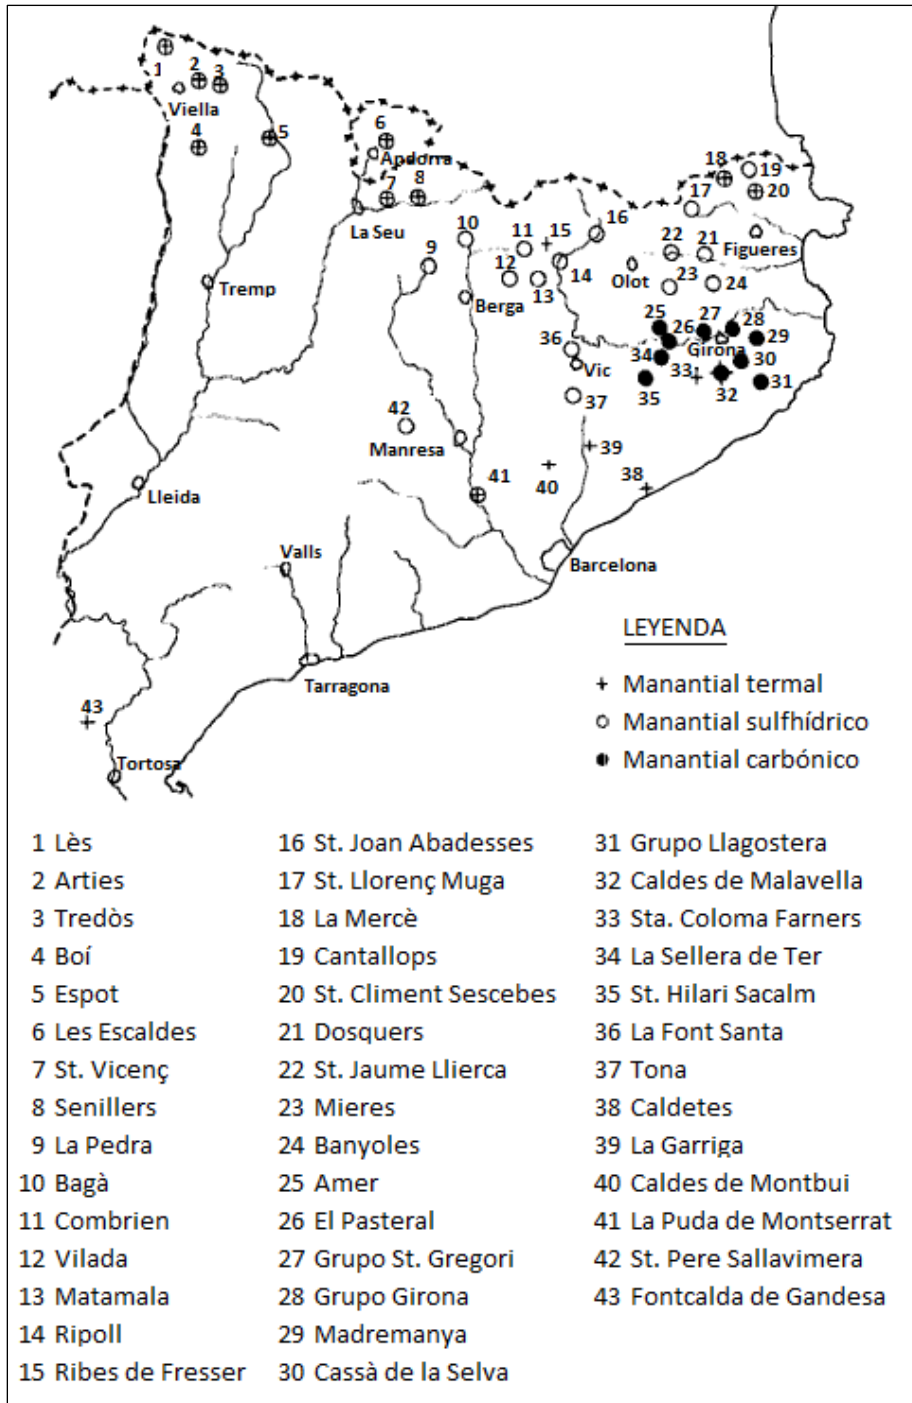 1
2
3
Viella
4
5
6
Andorra
7
8
La Seu
18
19
20
17
16
15
10
11
9
12
13
14
22
21
Figueres
Olot
23
24
Tremp
Berga
25
26
27
28
29
Girona
30
36
34
33
Vic
35
32
31
37
42
Manresa
39
38
41
40
Lleida
Valls
Barcelona
Tarragona
43
Tortosa
LEYENDA
Manantial termal
Manantial sulfhídrico
Manantial carbónico
1 Lès
2 Arties
3 Tredòs
4 Boí
5 Espot
6 Les Escaldes
7 St. Vicenç
8 Senillers
9 La Pedra
10 Bagà
11 Combrien
12 Vilada
13 Matamala
14 Ripoll
15 Ribes de Fresser
16 St. Joan Abadesses
17 St. Llorenç Muga
18 La Mercè
19 Cantallops
20 St. Climent Sescebes
21 Dosquers
22 St. Jaume Llierca
23 Mieres
24 Banyoles
25 Amer
26 El Pasteral
27 Grupo St. Gregori
28 Grupo Girona
29 Madremanya
30 Cassà de la Selva
31 Grupo Llagostera
32 Caldes de Malavella
33 Sta. Coloma Farners
34 La Sellera de Ter
35 St. Hilari Sacalm
36 La Font Santa
37 Tona
38 Caldetes
39 La Garriga
40 Caldes de Montbui
41 La Puda de Montserrat
42 St. Pere Sallavimera
43 Fontcalda de Gandesa